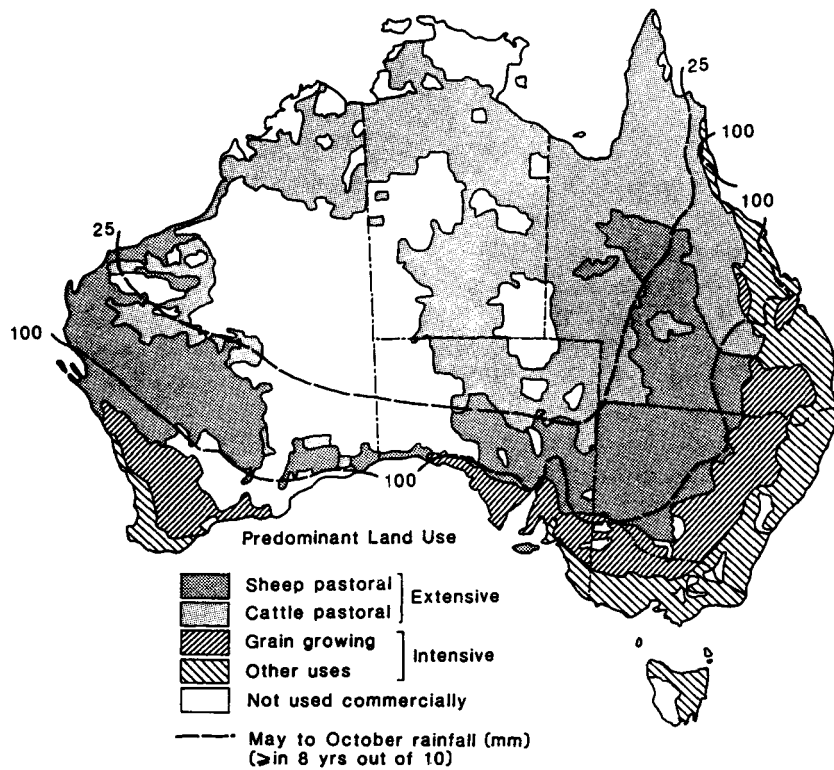 25
100
100
25
100
100
Predominant Land Use
Sheep pastoral
Cattle pastoral
Extensive
Grain growing
Other uses
Intensive
Not used commercially
May to October rainfall (mm)
(⩾in 8 yrs out of 10)